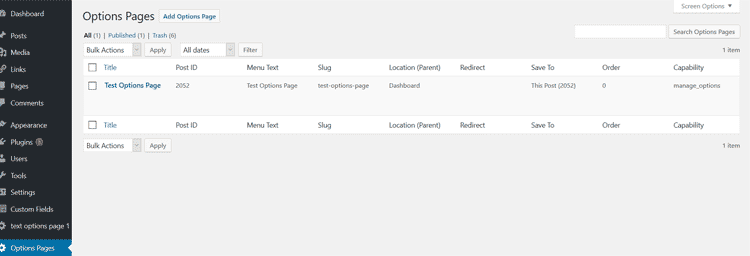 Dashboard
Posts
Media
Links
Pages
Comments
Appearance
Plugins
Users
Tools
Settings
Custom Fields
text options page 1
Options Pages
Screen Options ▼
Options Pages Add Options Page
All (1) | Published (1) | Trash (6)
Search Options Pages
Bulk Actions Apply All dates Filter
1 item
Title Post ID Menu Text Slug Location (Parent) Redirect Save To Order Capability
Test Options Page 2052 Test Options Page test-options-page Dashboard This Post (2052) 0 manage_options
Title Post ID Menu Text Slug Location (Parent) Redirect Save To Order Capability
Bulk Actions Apply
1 item